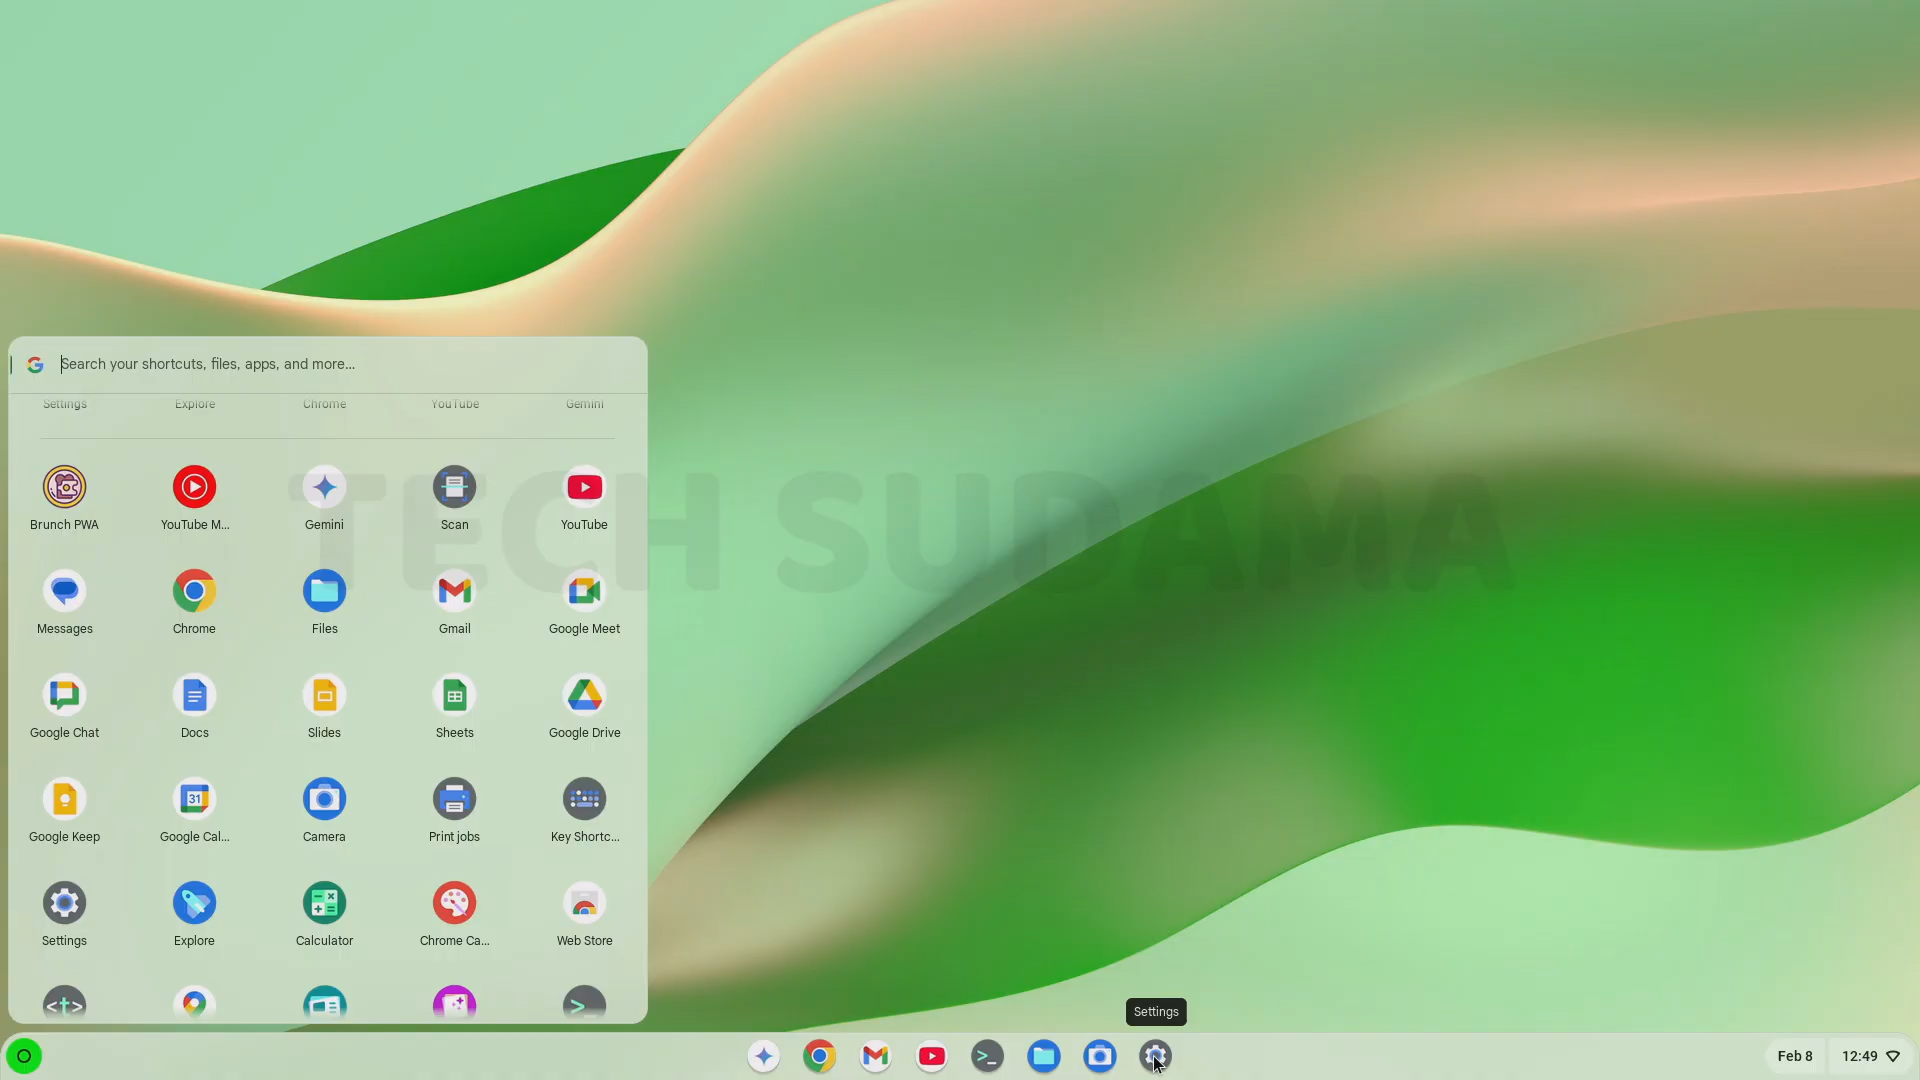 Search your shortcuts, files, apps, and more...
Settings Explore Chrome YouTube Gemini
Brunch PWA YouTube M... Gemini Scan YouTube
TECH SUDAMA
Messages Chrome Files Gmail Google Meet
Google Chat Docs Slides Sheets Google Drive
31
Google Keep Google Cal... Camera Print jobs Key Shortc...
Settings Explore Calculator Chrome Ca... Web Store
<t> >_
Settings
>_
Feb 8 12:49